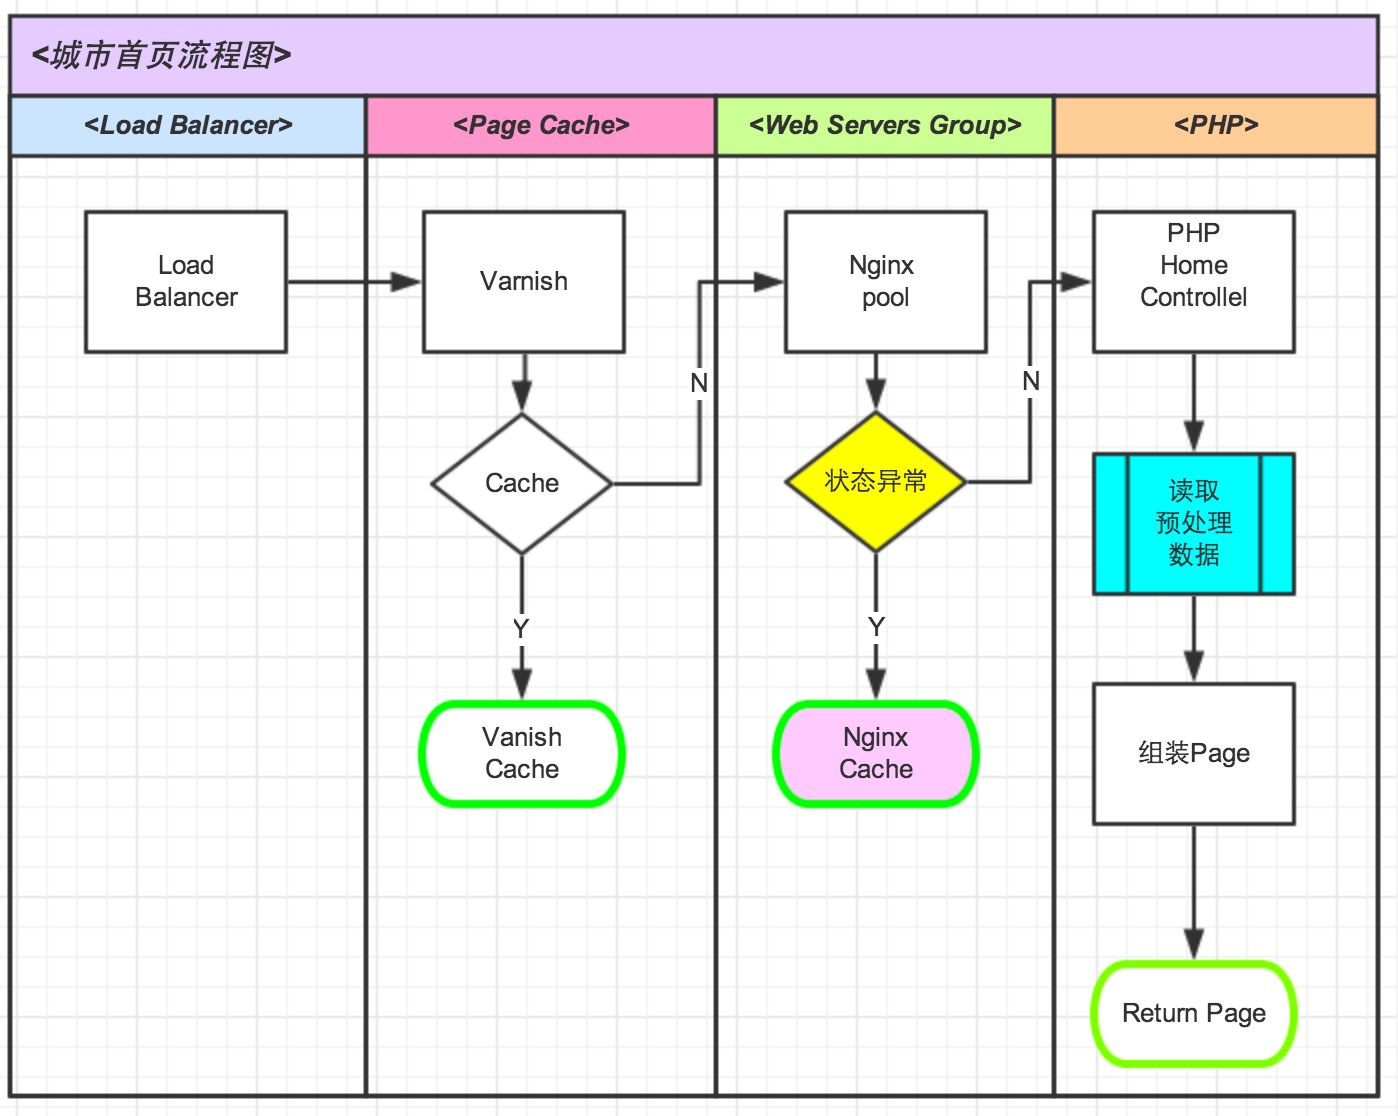 <城市首页流程图>
<Load Balancer>
<Page Cache>
<Web Servers Group>
<PHP>
Load
Balancer
Varnish
Nginx
pool
PHP
Home
Controllel
N
N
Cache
状态异常
读取
预处理
数据
Y
Y
Vanish
Cache
Nginx
Cache
组装Page
Return Page